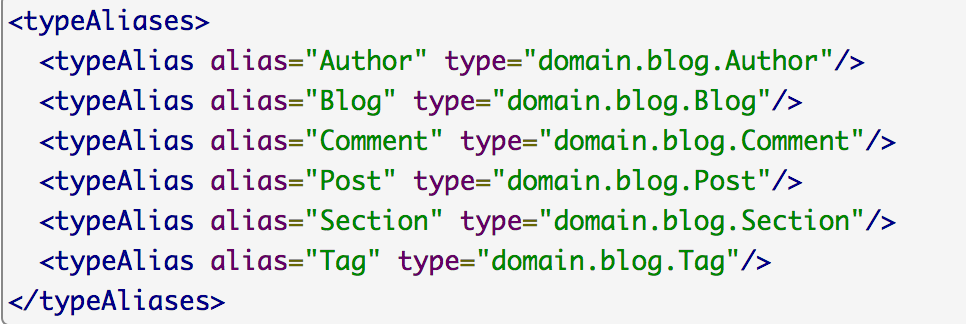 <typeAliases>
  <typeAlias alias="Author" type="domain.blog.Author"/>
  <typeAlias alias="Blog" type="domain.blog.Blog"/>
  <typeAlias alias="Comment" type="domain.blog.Comment"/>
  <typeAlias alias="Post" type="domain.blog.Post"/>
  <typeAlias alias="Section" type="domain.blog.Section"/>
  <typeAlias alias="Tag" type="domain.blog.Tag"/>
</typeAliases>